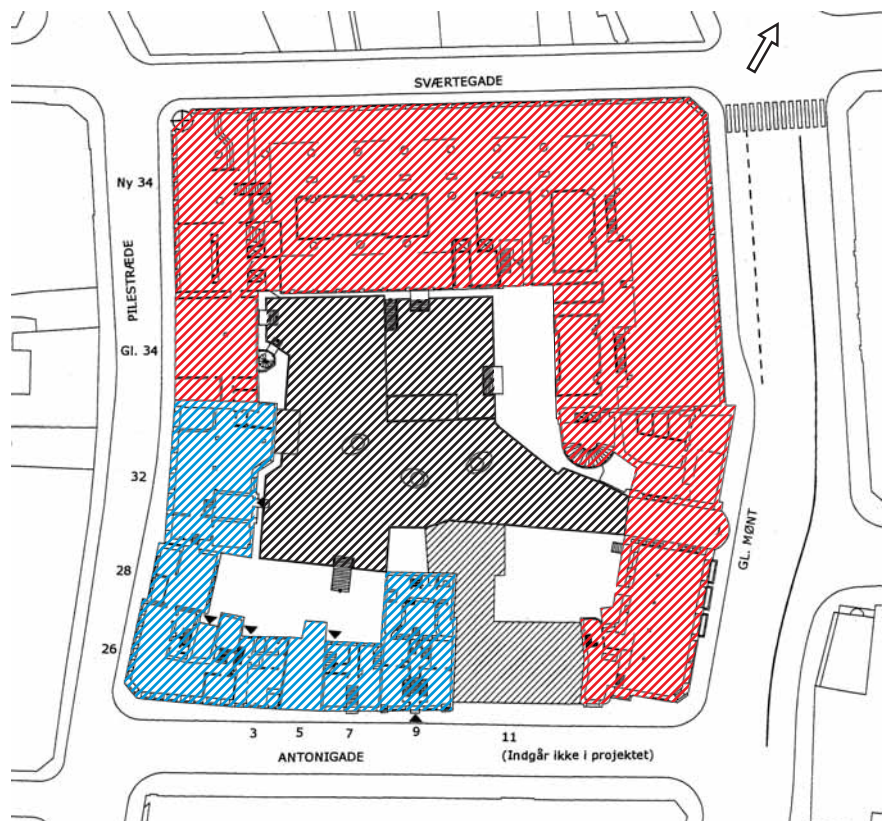 SVÆRTEGADE
Ny 34
PILESTRÆDE
Gl. 34
32
GL. MØNT
28
26
3
5
7
9
11
(Indgår ikke i projektet)
ANTONIGADE